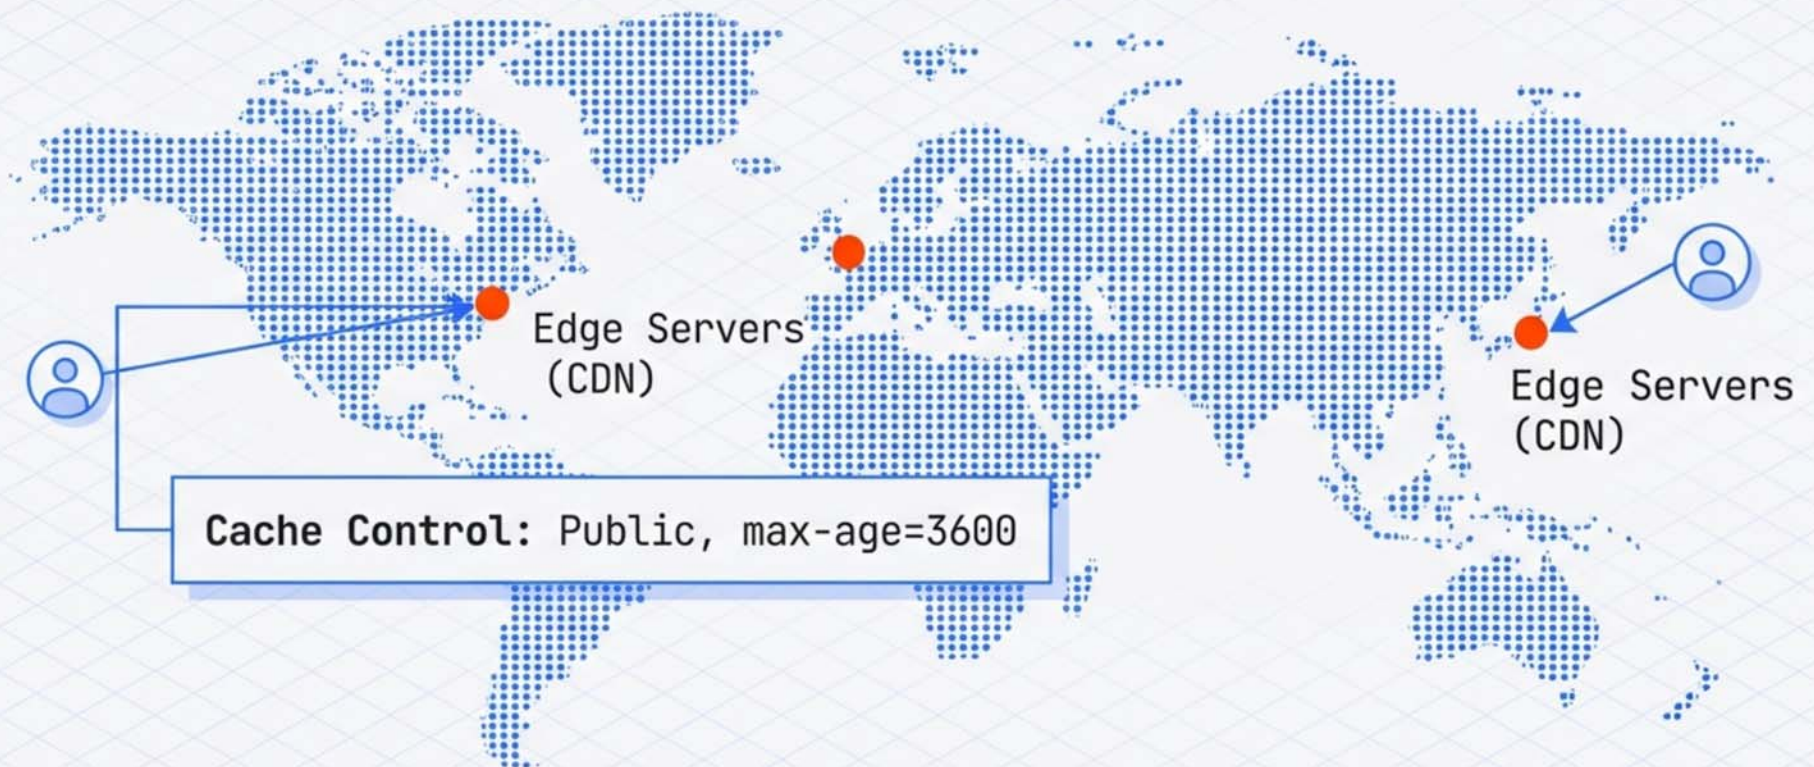 Edge Servers
(CDN)
Edge Servers
(CDN)
Cache Control: Public, max-age=3600